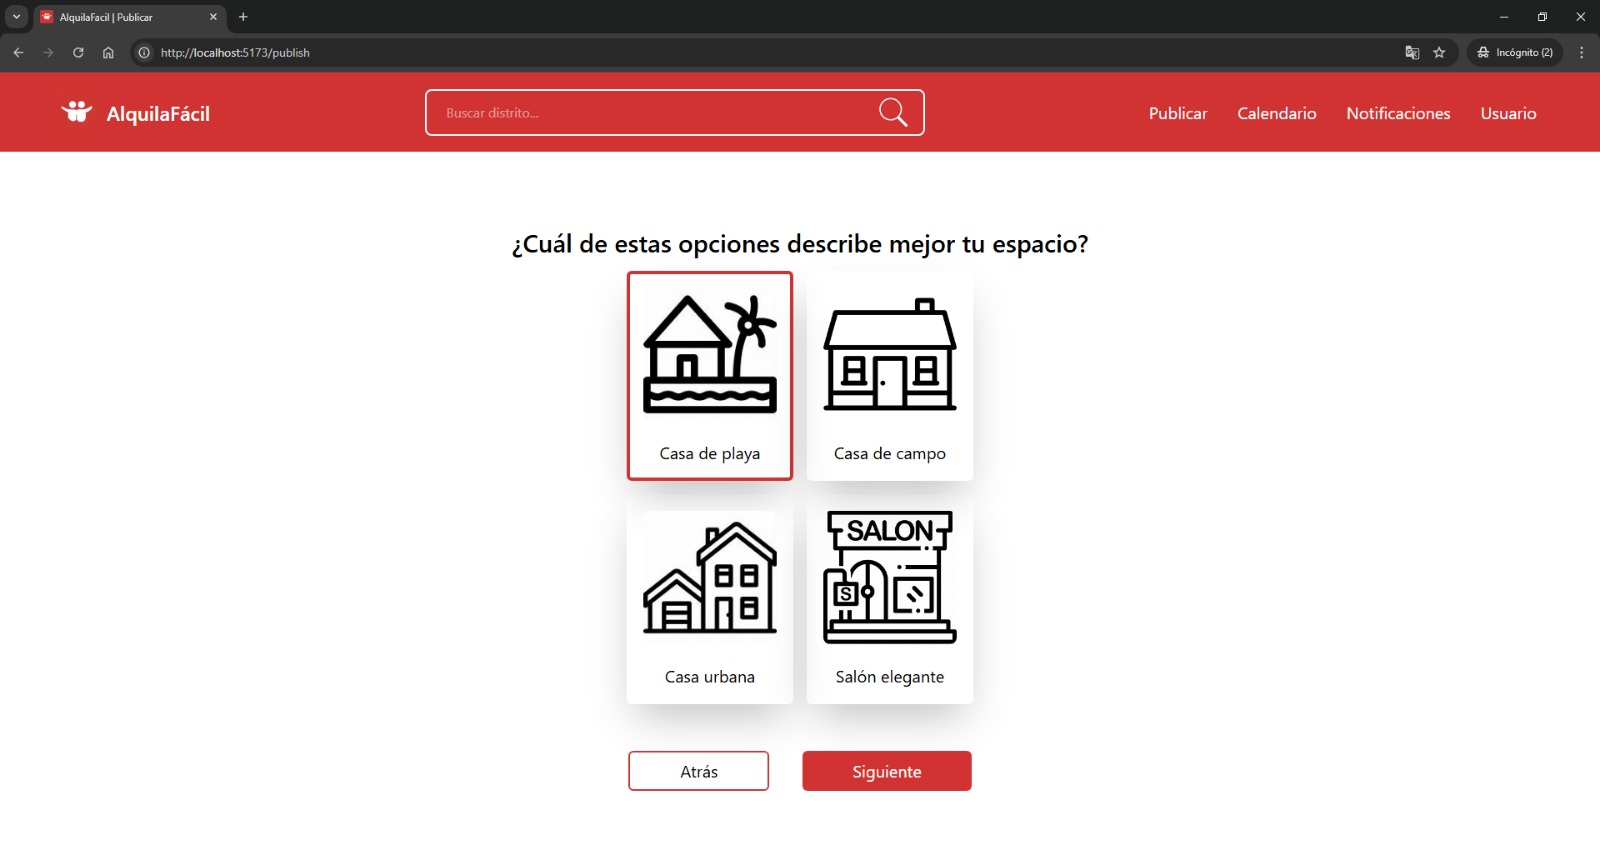 AlquilaFacil | Publicar
http://localhost:5173/publish
Incógnito (2)
AlquilaFácil
Buscar distrito...
Publicar
Calendario
Notificaciones
Usuario
¿Cuál de estas opciones describe mejor tu espacio?
Casa de playa
Casa de campo
SALON
S
Casa urbana
Salón elegante
Atrás
Siguiente